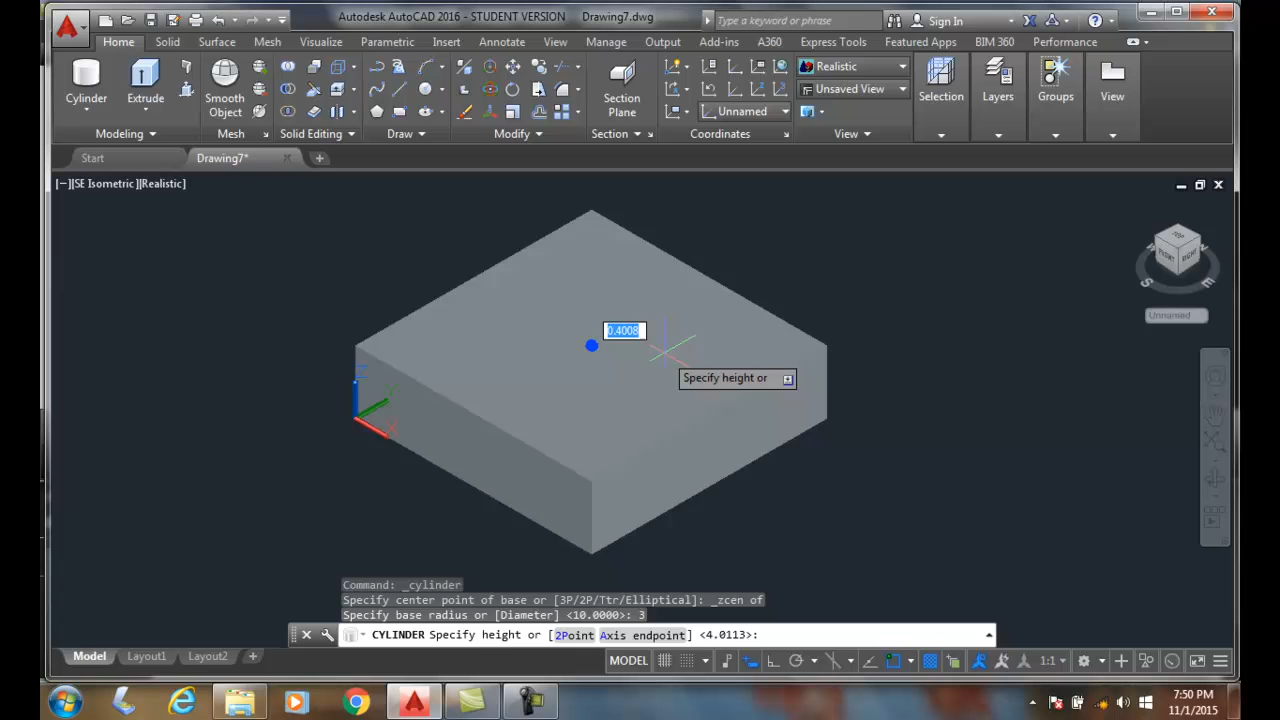 Autodesk AutoCAD 2016 - STUDENT VERSION Drawing7.dwg Type a keyword or phrase Sign In
Home Solid Surface Mesh Visualize Parametric Insert Annotate View Manage Output Add-ins A360 Express Tools Featured Apps BIM 360 Performance
Realistic
Unsaved View
Cylinder Extrude Smooth Object Section Plane Selection Layers Groups View
Unnamed
Modeling Mesh Solid Editing Draw Modify Section Coordinates View
Start Drawing7*
[−][SE Isometric][Realistic]
TOP
FRONT RIGHT
S E
Unnamed
0.4008
Specify height or
Z
Y
X
Command: _cylinder
Specify center point of base or [3P/2P/Ttr/Elliptical]: _zcen of
Specify base radius or [Diameter] <10.0000>: 3
CYLINDER Specify height or [2Point Axis endpoint] <4.0113>:
Model Layout1 Layout2 MODEL 1:1
7:50 PM
11/1/2015